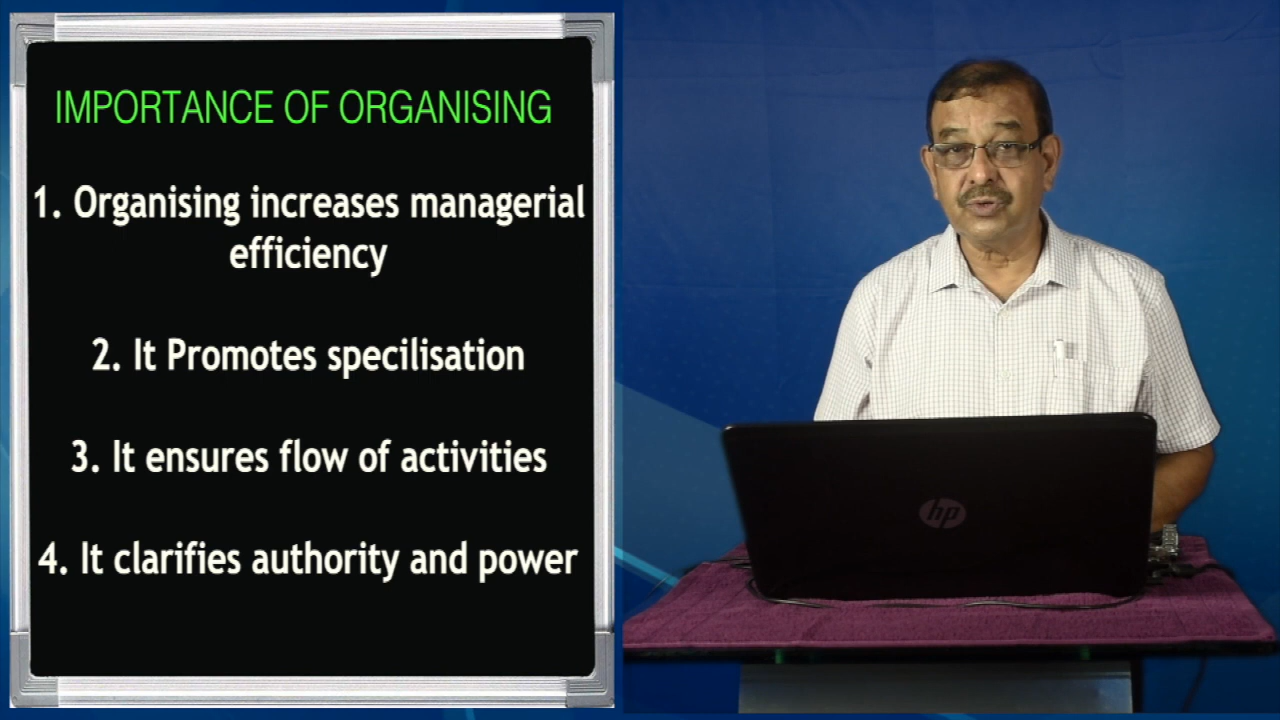 IMPORTANCE OF ORGANISING
1. Organising increases managerial
efficiency
2. It Promotes specilisation
3. It ensures flow of activities
4. It clarifies authority and power
hp